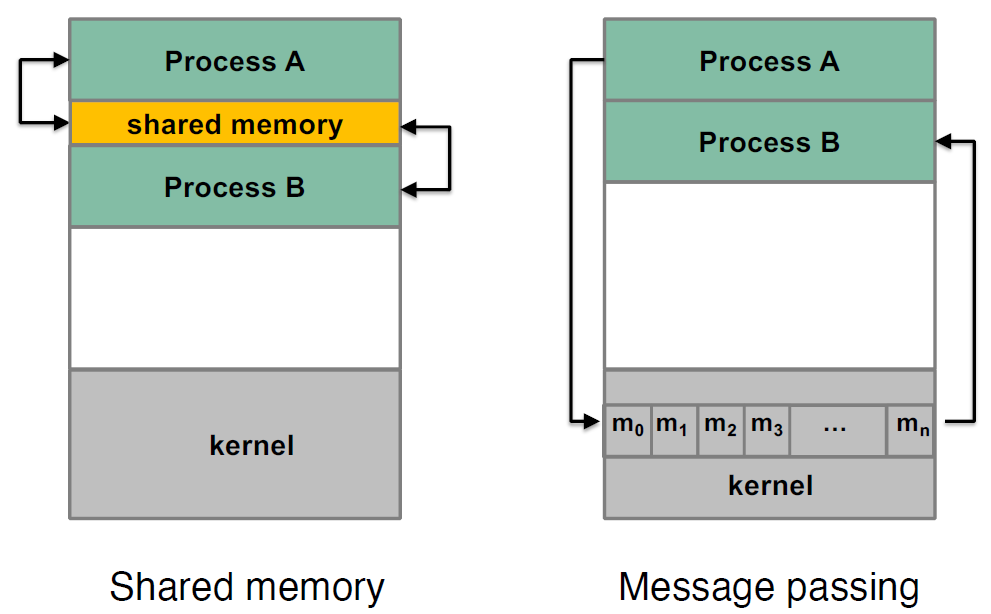 Process A
shared memory
Process B
kernel
Shared memory
Process A
Process B
m₀ m₁ m₂ m₃ ... mₙ
kernel
Message passing